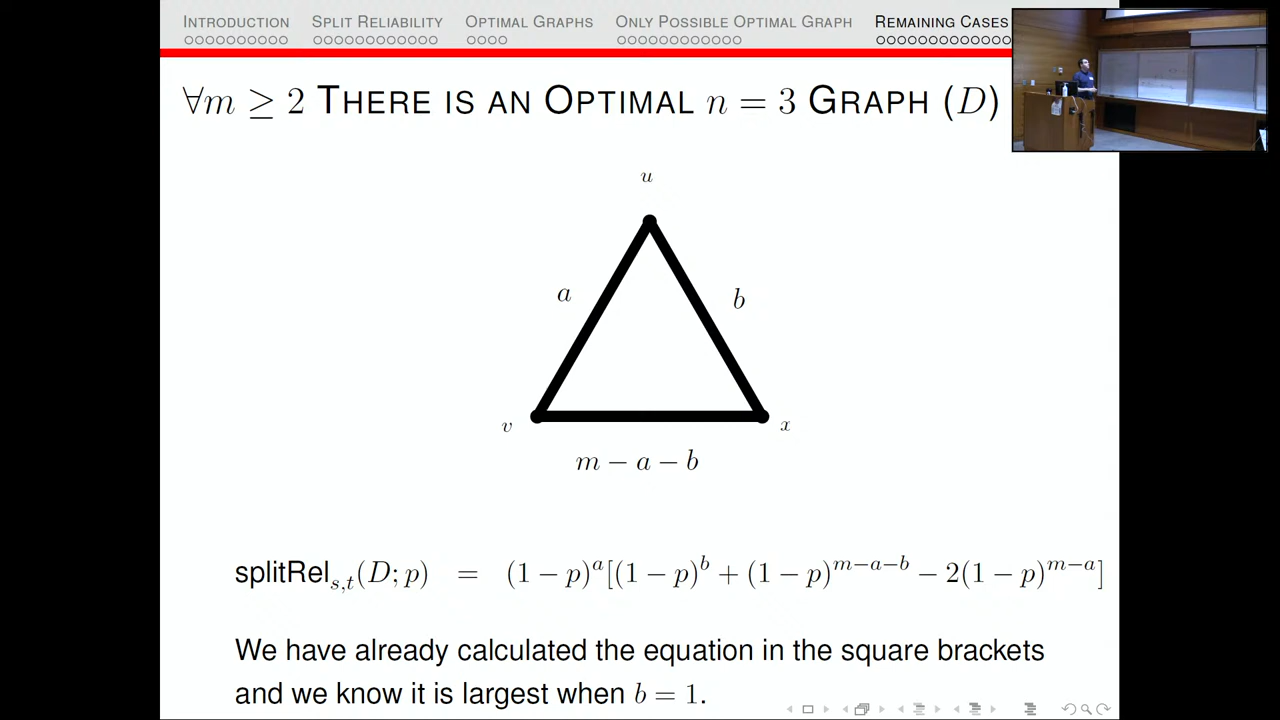 INTRODUCTION SPLIT RELIABILITY OPTIMAL GRAPHS ONLY POSSIBLE OPTIMAL GRAPH REMAINING CASES
∀m ≥ 2 THERE IS AN OPTIMAL n = 3 GRAPH (D)
u
a b
v x
m − a − b
splitRel_{s,t}(D; p) = (1 − p)^a[(1 − p)^b + (1 − p)^{m−a−b} − 2(1 − p)^{m−a}]
We have already calculated the equation in the square brackets
and we know it is largest when b = 1.